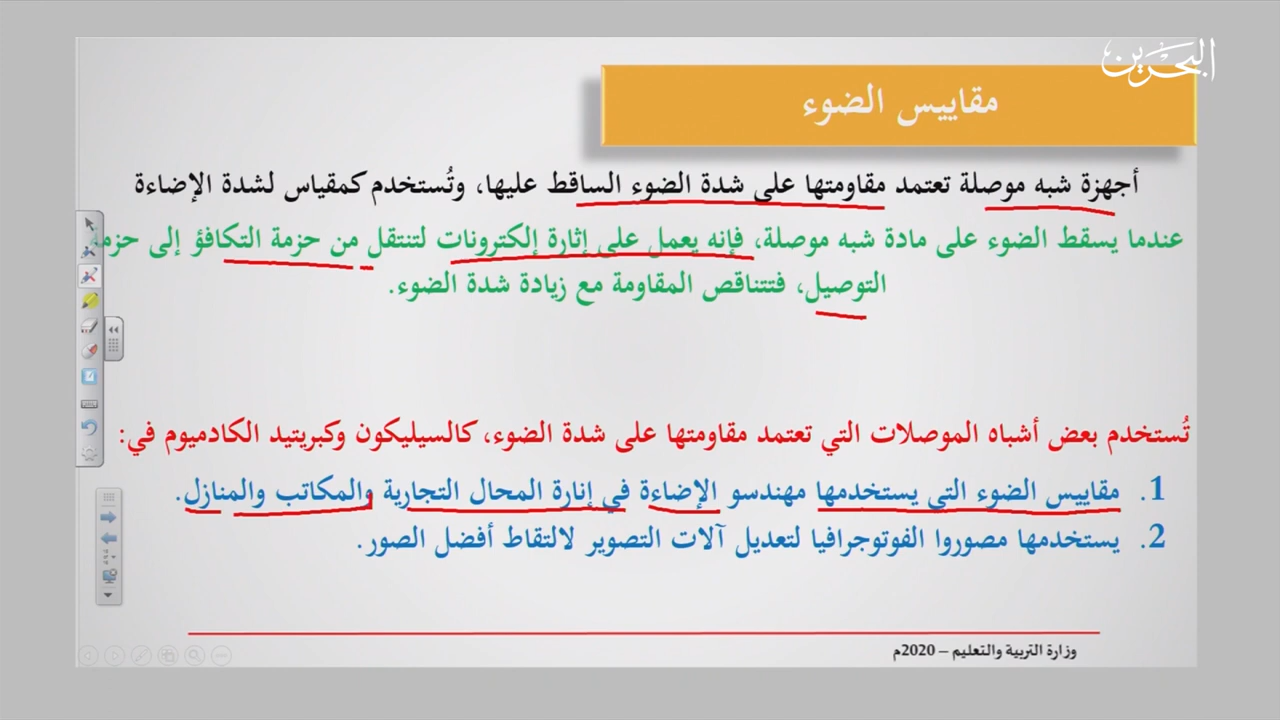 البحرين
مقاييس الضوء
أجهزة شبه موصلة تعتمد مقاومتها على شدة الضوء الساقط عليها، وتُستخدم كمقياس لشدة الإضاءة
عندما يسقط الضوء على مادة شبه موصلة، فإنه يعمل على إثارة إلكترونات لتنتقل من حزمة التكافؤ إلى حزمة
التوصيل، فتتناقص المقاومة مع زيادة شدة الضوء.
تُستخدم بعض أشباه الموصلات التي تعتمد مقاومتها على شدة الضوء، كالسيليكون وكبريتيد الكادميوم في:
1. مقاييس الضوء التي يستخدمها مهندسو الإضاءة في إنارة المحال التجارية والمكاتب والمنازل.
2. يستخدمها مصوروا الفوتوجرافيا لتعديل آلات التصوير لالتقاط أفضل الصور.
وزارة التربية والتعليم – 2020م